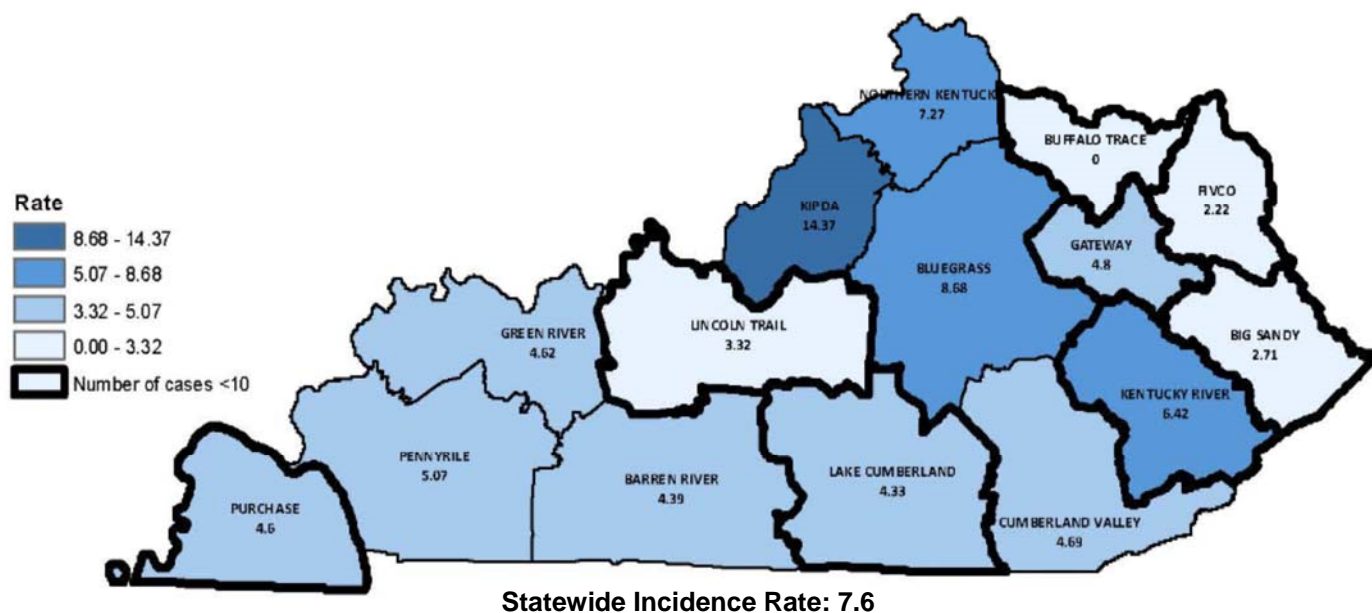 NORTHERN KENTUCK
7.27
BUFFALO TRACE
0
FIVCO
2.22
KIPDA
14.37
GATEWAY
4.8
BLUEGRASS
8.68
Rate
8.68 - 14.37
5.07 - 8.68
3.32 - 5.07
0.00 - 3.32
Number of cases <10
LINCOLN TRAIL
3.32
GREEN RIVER
4.62
BIG SANDY
2.71
KENTUCKY RIVER
6.42
PENNYRILE
5.07
BARREN RIVER
4.39
LAKE CUMBERLAND
4.33
PURCHASE
4.6
CUMBERLAND VALLEY
4.69
Statewide Incidence Rate: 7.6